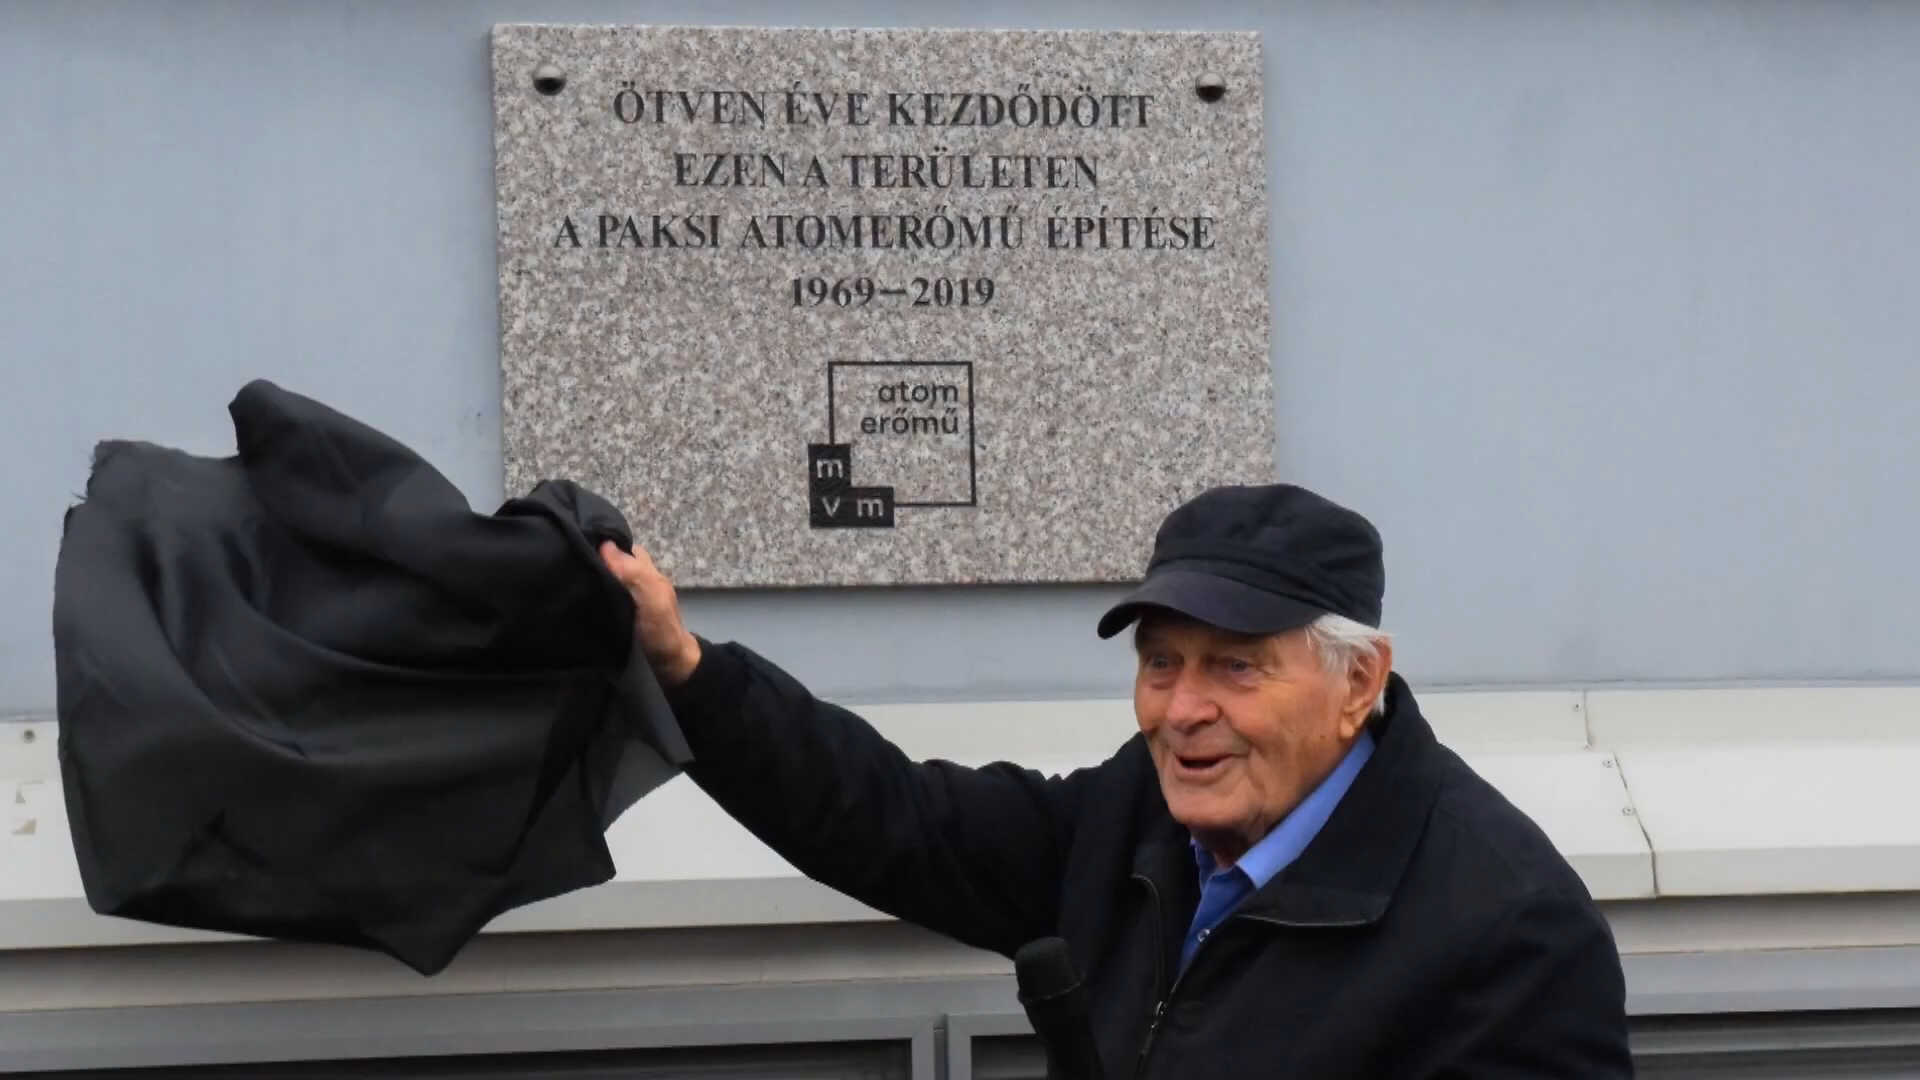 ÖTVEN ÉVE KEZDŐDÖTT
EZEN A TERÜLETEN
A PAKSI ATOMERŐMŰ ÉPÍTÉSE
1969–2019
atom
erőmű
m
v m